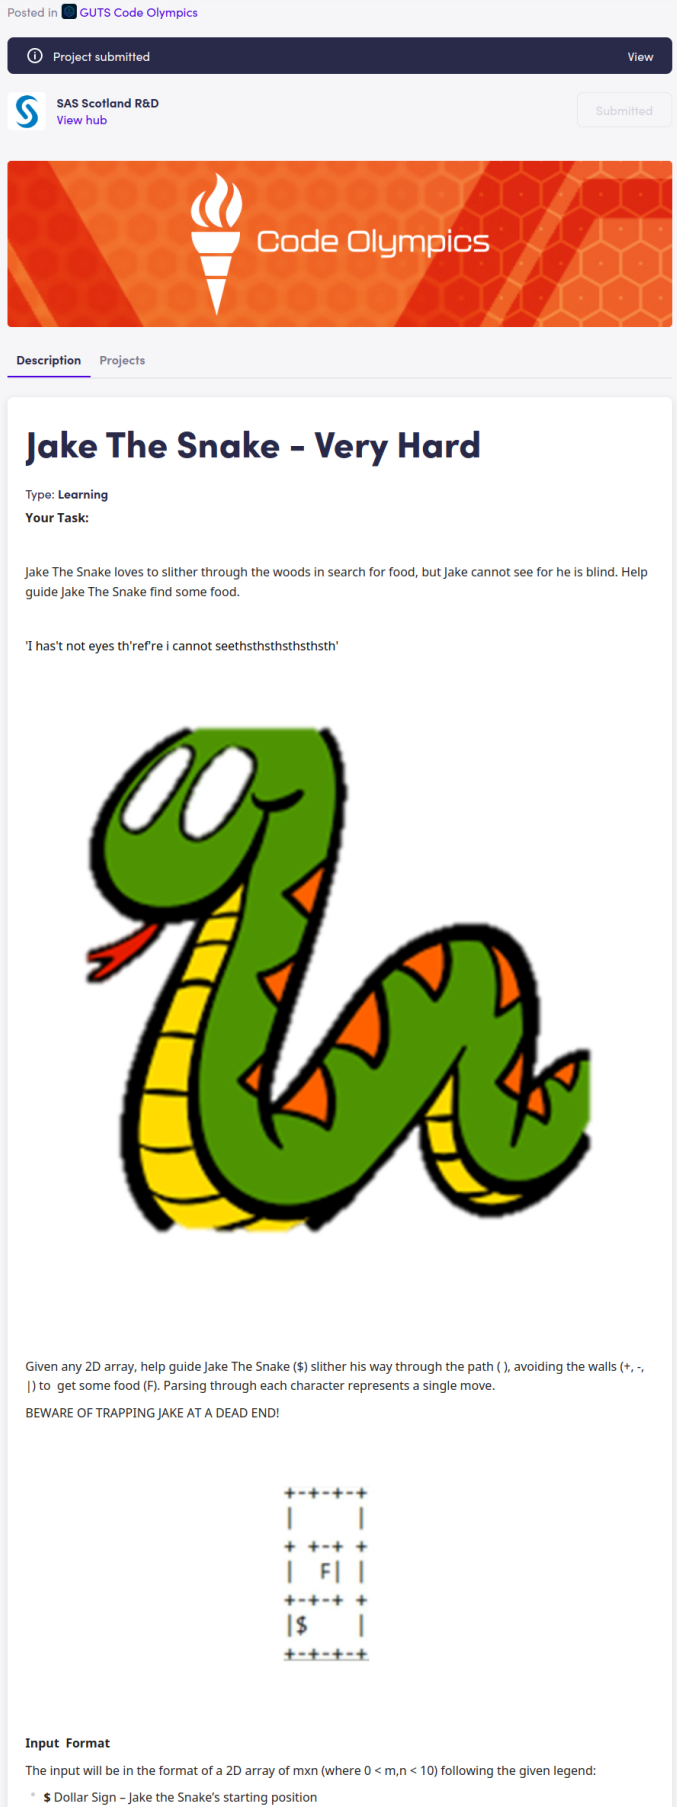 Posted in GUTS Code Olympics
Project submitted View
SAS Scotland R&D
View hub
Submitted
Code Olympics
Description Projects
Jake The Snake - Very Hard
Type: Learning
Your Task:
Jake The Snake loves to slither through the woods in search for food, but Jake cannot see for he is blind. Help
guide Jake The Snake find some food.
'I has't not eyes th'ref're i cannot seethsthsthsthsthsth'
Given any 2D array, help guide Jake The Snake ($) slither his way through the path ( ), avoiding the walls (+, -,
|) to  get some food (F). Parsing through each character represents a single move.
BEWARE OF TRAPPING JAKE AT A DEAD END!
+-+-+-+
|     |
+ +-+ +
|  F| |
+-+-+ +
|$    |
+-+-+-+
Input  Format
The input will be in the format of a 2D array of mxn (where 0 < m,n < 10) following the given legend:
$ Dollar Sign – Jake the Snake's starting position